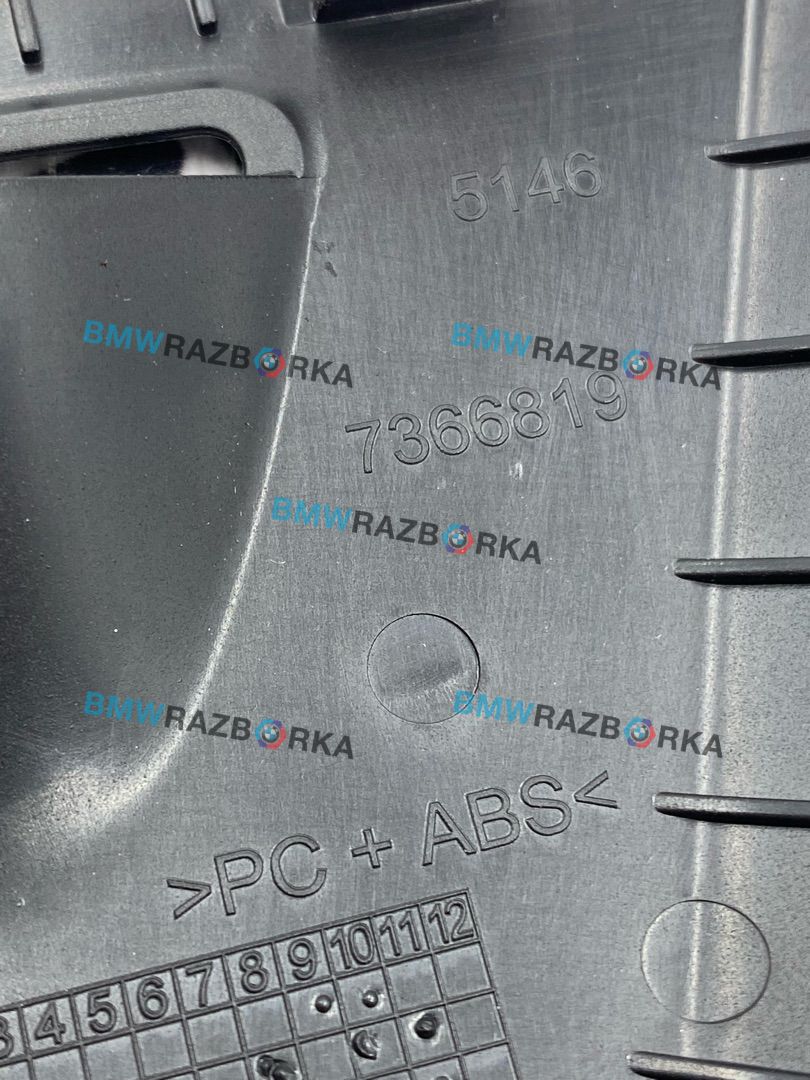 5146
BMWRAZBORKA BMWRAZBORKA
7366819
BMWRAZBORKA
BMWRAZBORKA BMWRAZBORKA
>PC + ABS<
3 4 5 6 7 8 9 10 11 12